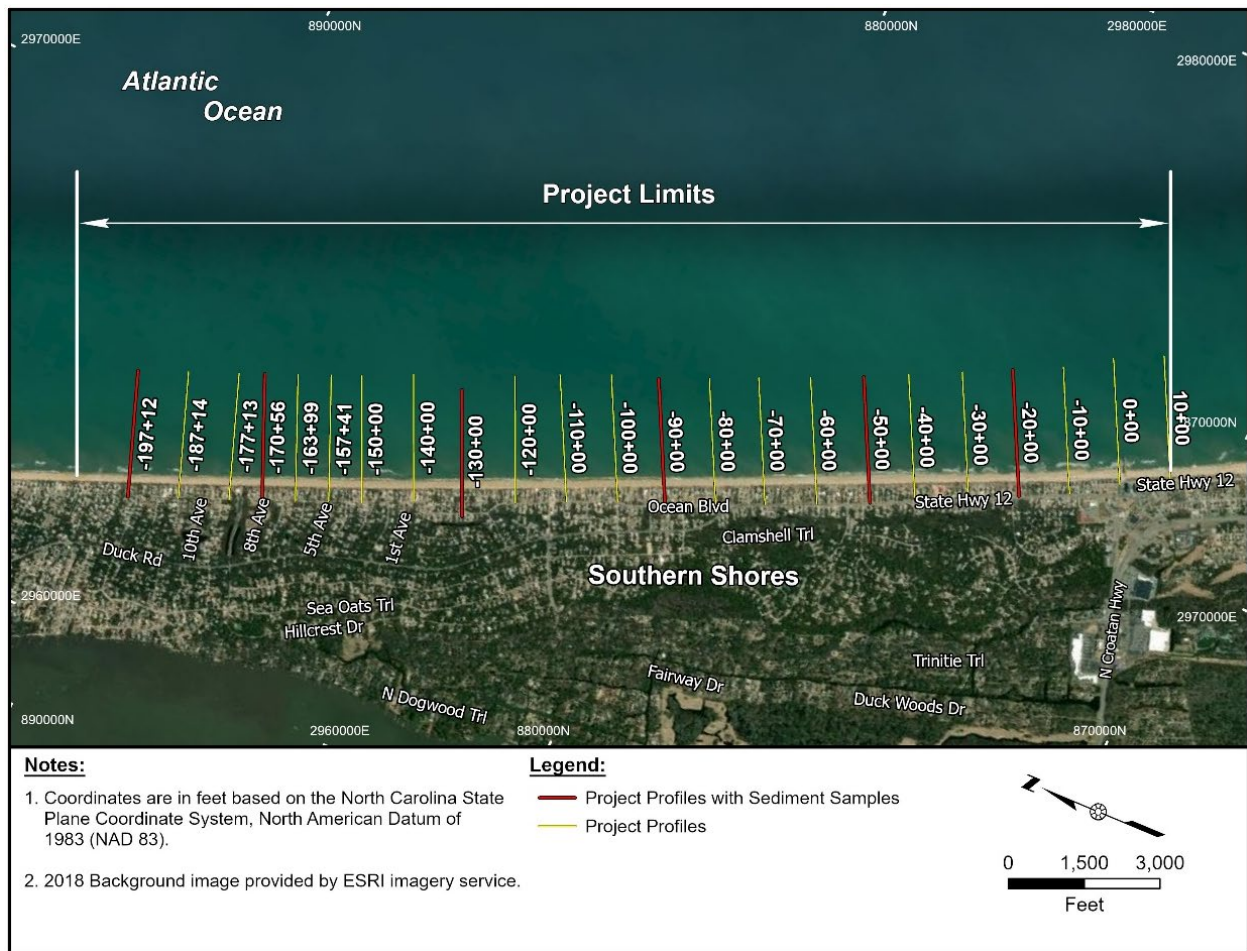 890000N
880000N
2980000E
2970000E
2980000E
Atlantic
Ocean
Project Limits
-197+12
-187+14
-177+13
-170+56
-163+99
-157+41
-150+00
-140+00
-130+00
-120+00
-110+00
-100+00
-90+00
-80+00
-70+00
-60+00
-50+00
-40+00
-30+00
-20+00
-10+00
0+00
10+00
870000N
State Hwy 12
Ocean Blvd
State Hwy 12
Duck Rd
10th Ave
8th Ave
5th Ave
1st Ave
Clamshell Trl
Southern Shores
2960000E
Sea Oats Trl
Hillcrest Dr
2970000E
N Croatan Hwy
Trinitie Trl
Fairway Dr
N Dogwood Trl
Duck Woods Dr
890000N
2960000E
880000N
870000N
Notes:
1. Coordinates are in feet based on the North Carolina State
Plane Coordinate System, North American Datum of
1983 (NAD 83).
2. 2018 Background image provided by ESRI imagery service.
Legend:
Project Profiles with Sediment Samples
Project Profiles
N
0 1,500 3,000
Feet